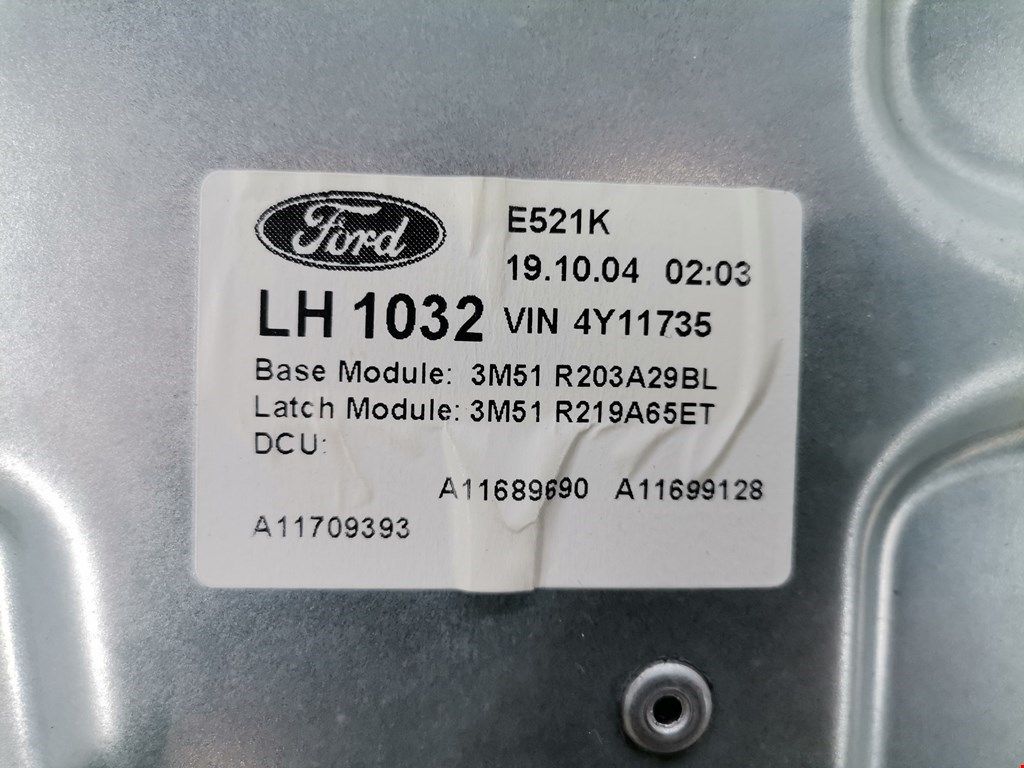 Ford
E521K
19.10.04 02:03
LH 1032 VIN 4Y11735
Base Module: 3M51 R203A29BL
Latch Module: 3M51 R219A65ET
DCU:
A11689690 A11699128
A11709393